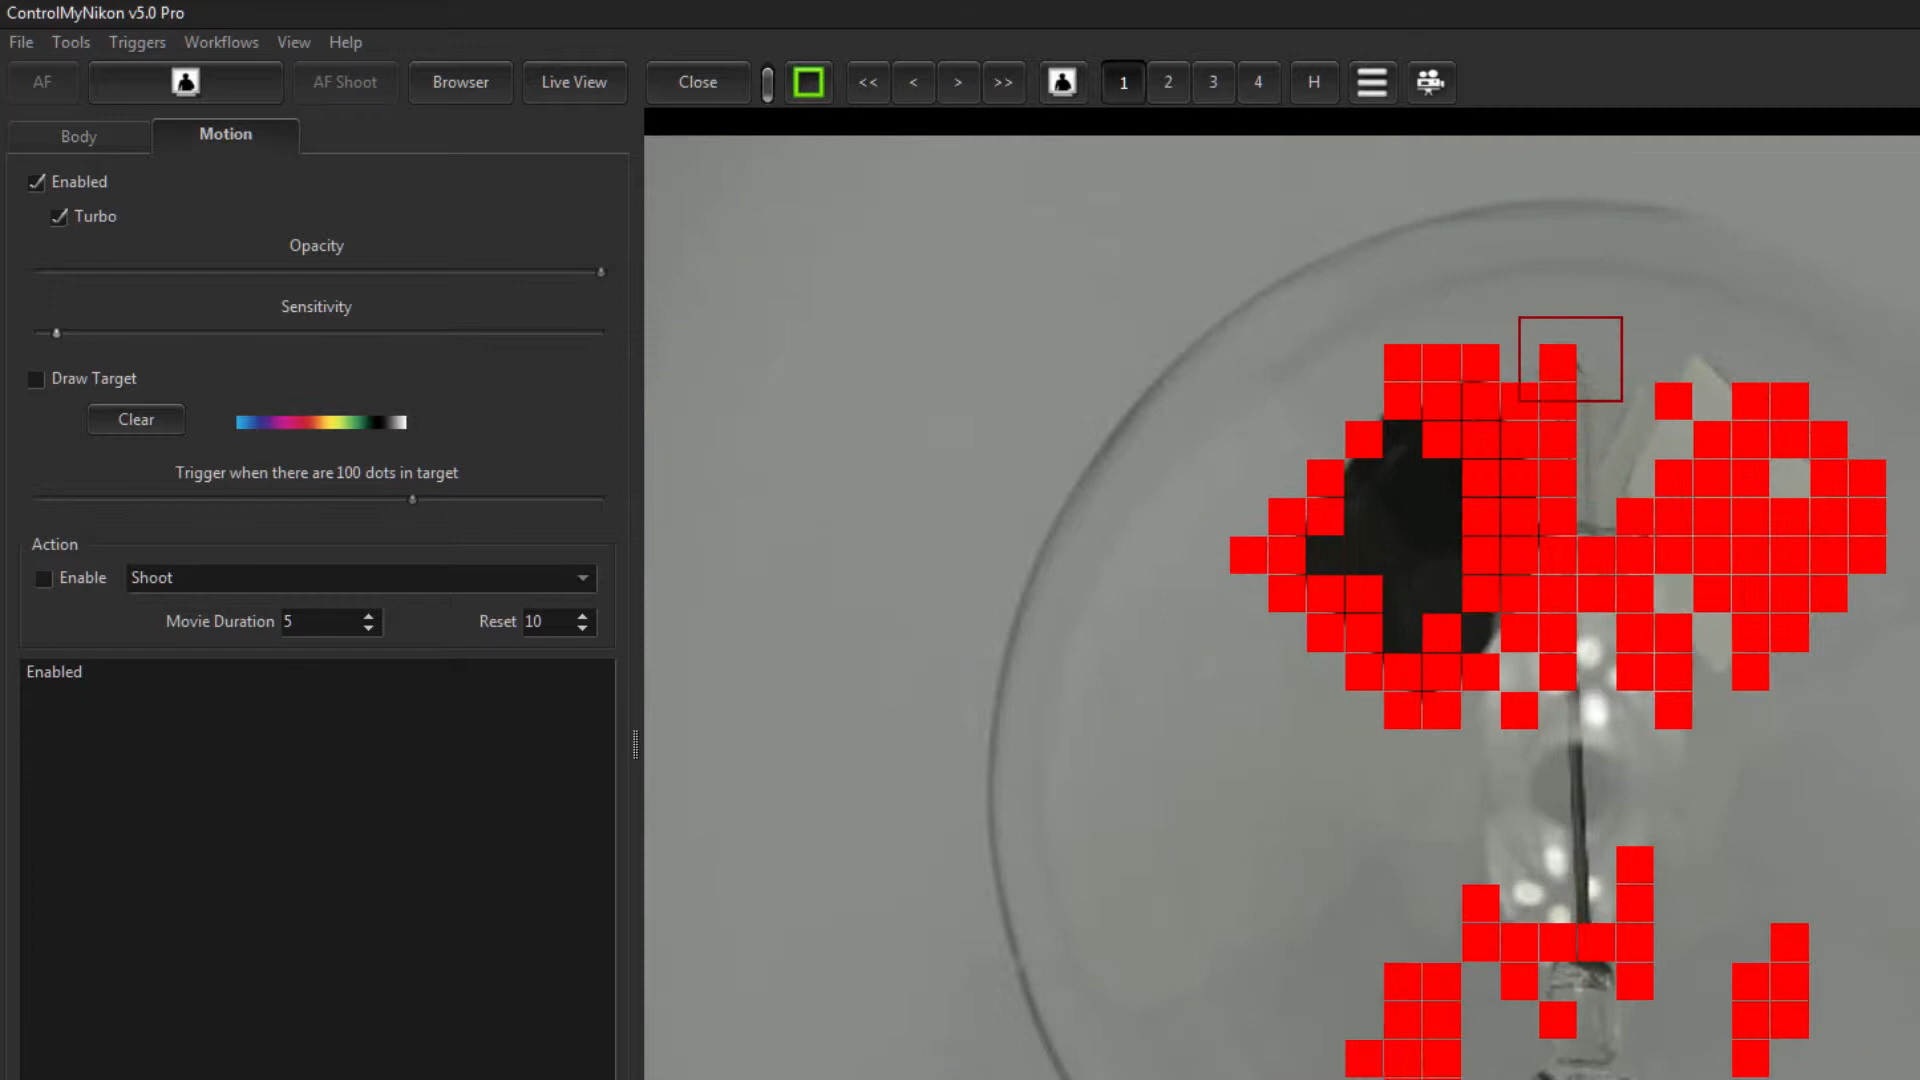 ControlMyNikon v5.0 Pro
File Tools Triggers Workflows View Help
AF AF Shoot Browser Live View Close << < > >> 1 2 3 4 H
Body Motion
Enabled
Turbo
Opacity
Sensitivity
Draw Target
Clear
Trigger when there are 100 dots in target
Action
Enable Shoot
Movie Duration 5 Reset 10
Enabled